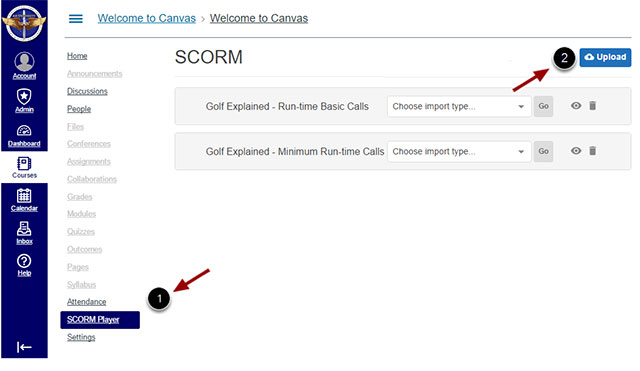 Welcome to Canvas › Welcome to Canvas
Account
Admin
Dashboard
Courses
Calendar
Inbox
Help
Home
Announcements
Discussions
People
Files
Conferences
Assignments
Collaborations
Grades
Modules
Quizzes
Outcomes
Pages
Syllabus
Attendance
SCORM Player
Settings
1
SCORM
2
Upload
Golf Explained - Run-time Basic Calls Choose import type... Go
Golf Explained - Minimum Run-time Calls Choose import type... Go